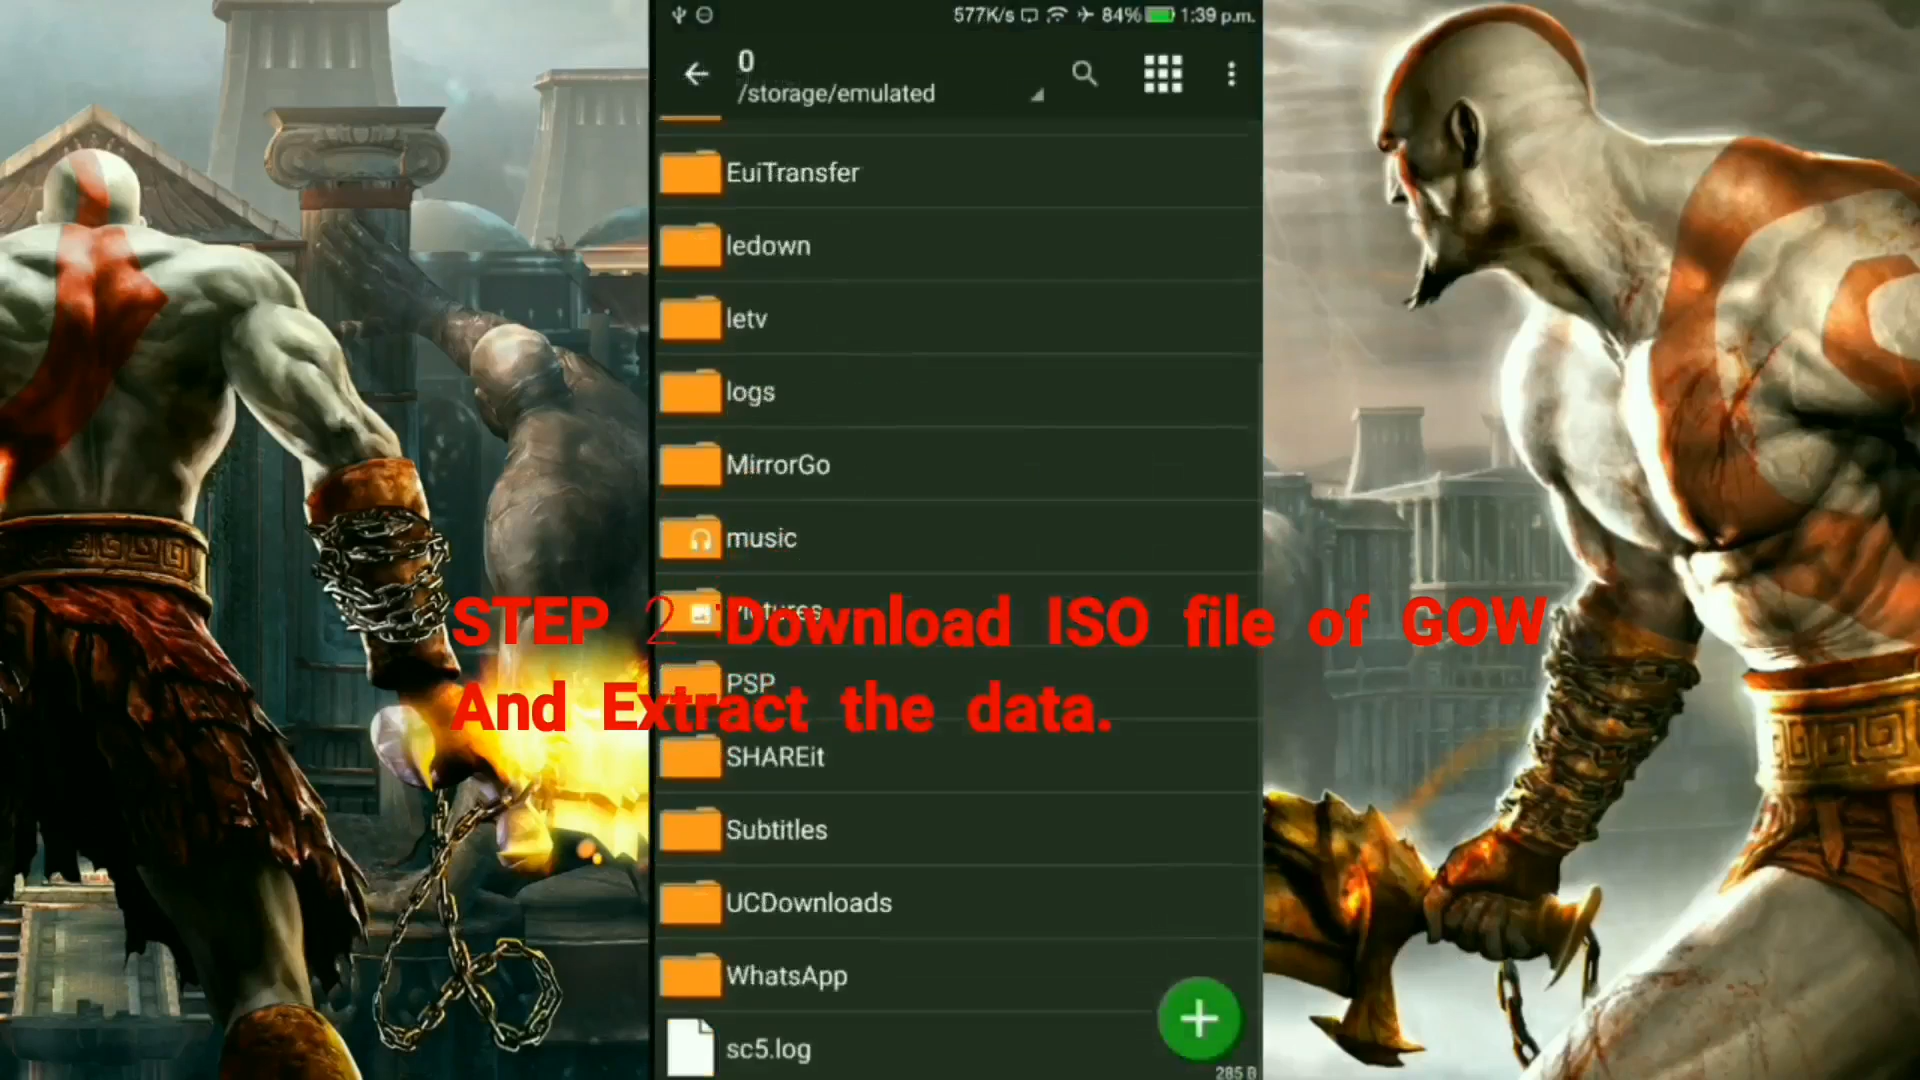 577K/s 84% 1:39 p.m.
0
/storage/emulated
EuiTransfer
ledown
letv
logs
MirrorGo
music
Pictures
STEP 2 Download ISO file of GOW
PSP
And Extract the data.
SHAREit
Subtitles
UCDownloads
WhatsApp
sc5.log
285 B